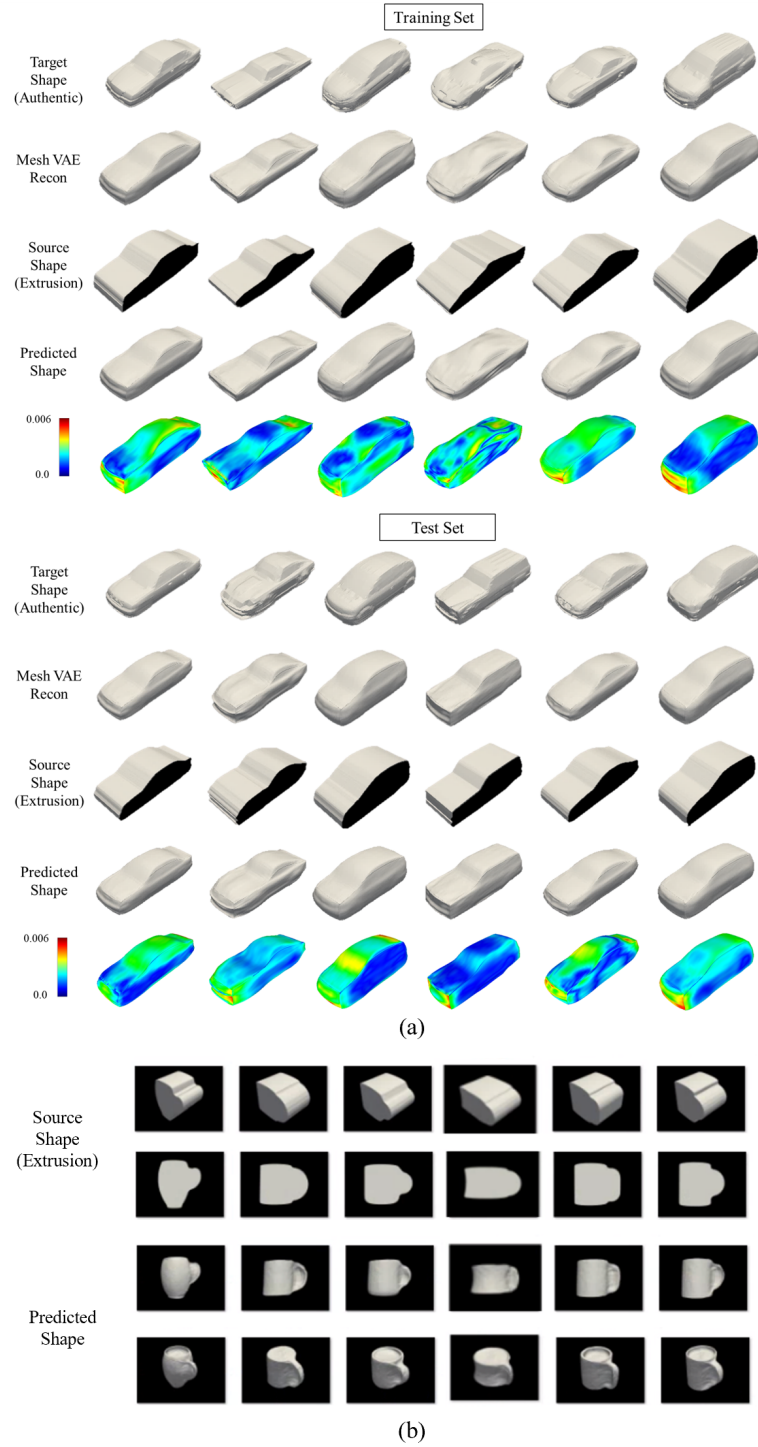 Training Set
Target
Shape
(Authentic)
Mesh VAE
Recon
Source
Shape
(Extrusion)
Predicted
Shape
0.006
0.0
Test Set
Target
Shape
(Authentic)
Mesh VAE
Recon
Source
Shape
(Extrusion)
Predicted
Shape
0.006
0.0
(a)
Source
Shape
(Extrusion)
Predicted
Shape
(b)